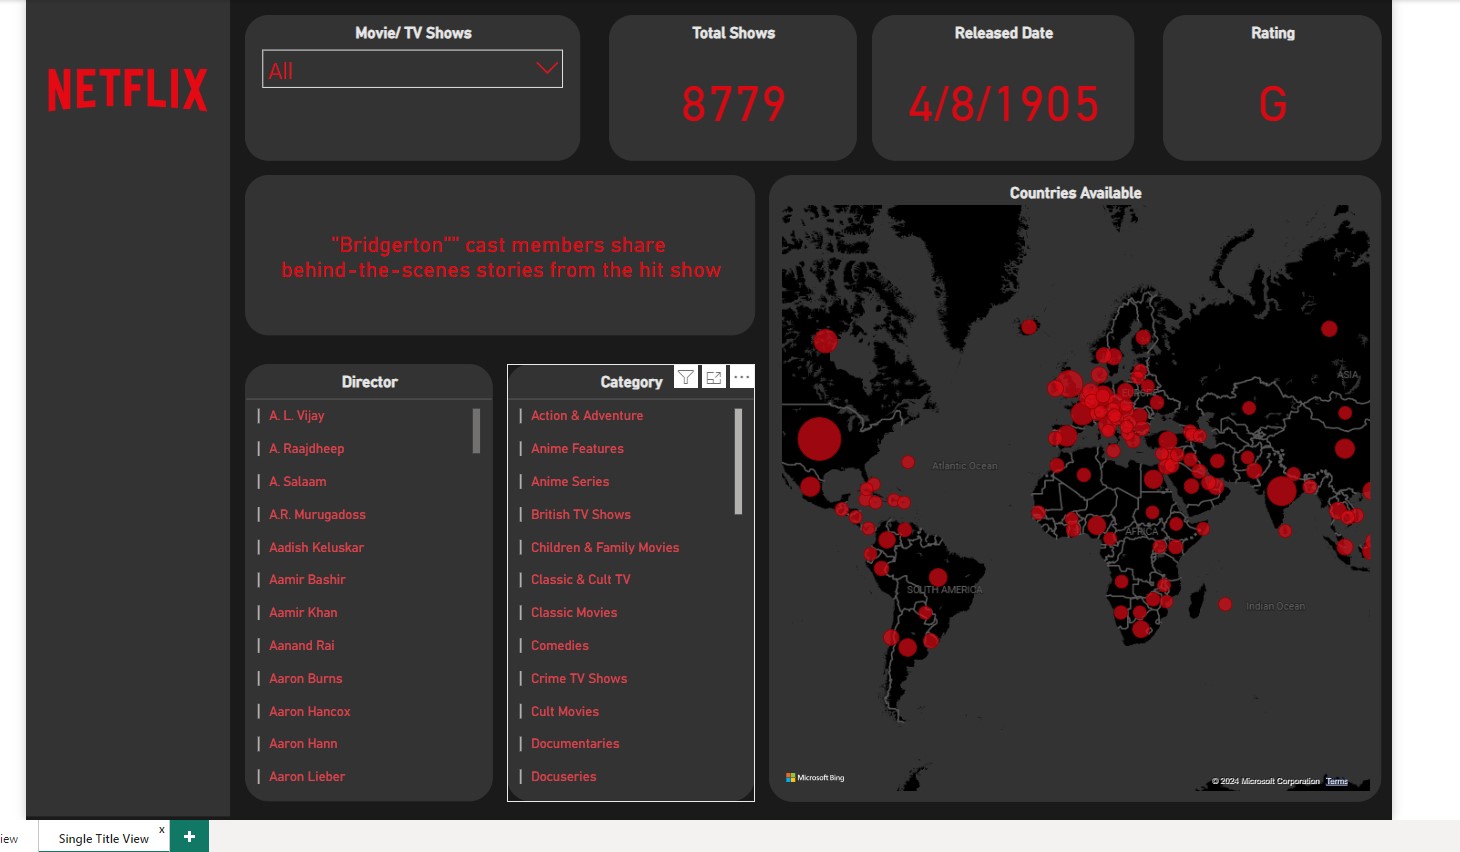 NETFLIX
Movie/ TV Shows
All
Total Shows
8779
Released Date
4/8/1905
Rating
G
"Bridgerton"" cast members share
behind-the-scenes stories from the hit show
Director
A. L. Vijay
A. Raajdheep
A. Salaam
A.R. Murugadoss
Aadish Keluskar
Aamir Bashir
Aamir Khan
Aanand Rai
Aaron Burns
Aaron Hancox
Aaron Hann
Aaron Lieber
Category
Action & Adventure
Anime Features
Anime Series
British TV Shows
Children & Family Movies
Classic & Cult TV
Classic Movies
Comedies
Crime TV Shows
Cult Movies
Documentaries
Docuseries
Countries Available
ASIA
Atlantic Ocean
AFRICA
SOUTH AMERICA
Indian Ocean
Microsoft Bing
© 2024 Microsoft Corporation Terms
iew
Single Title View
x
+